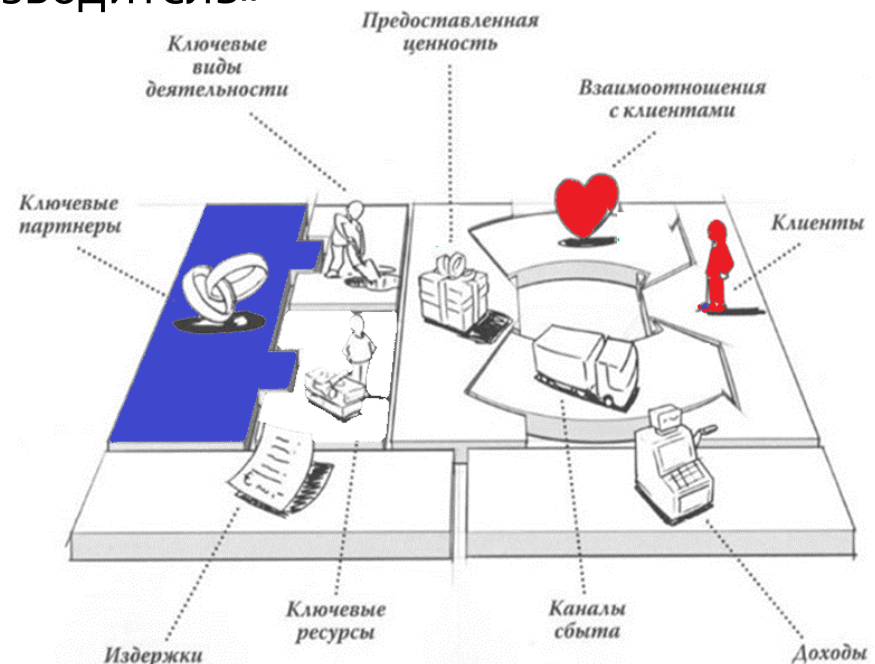 Предоставленная
ценность
Ключевые
виды
деятельности
Взаимоотношения
с клиентами
Ключевые
партнеры
Клиенты
Ключевые
ресурсы
Каналы
сбыта
Издержки
Доходы